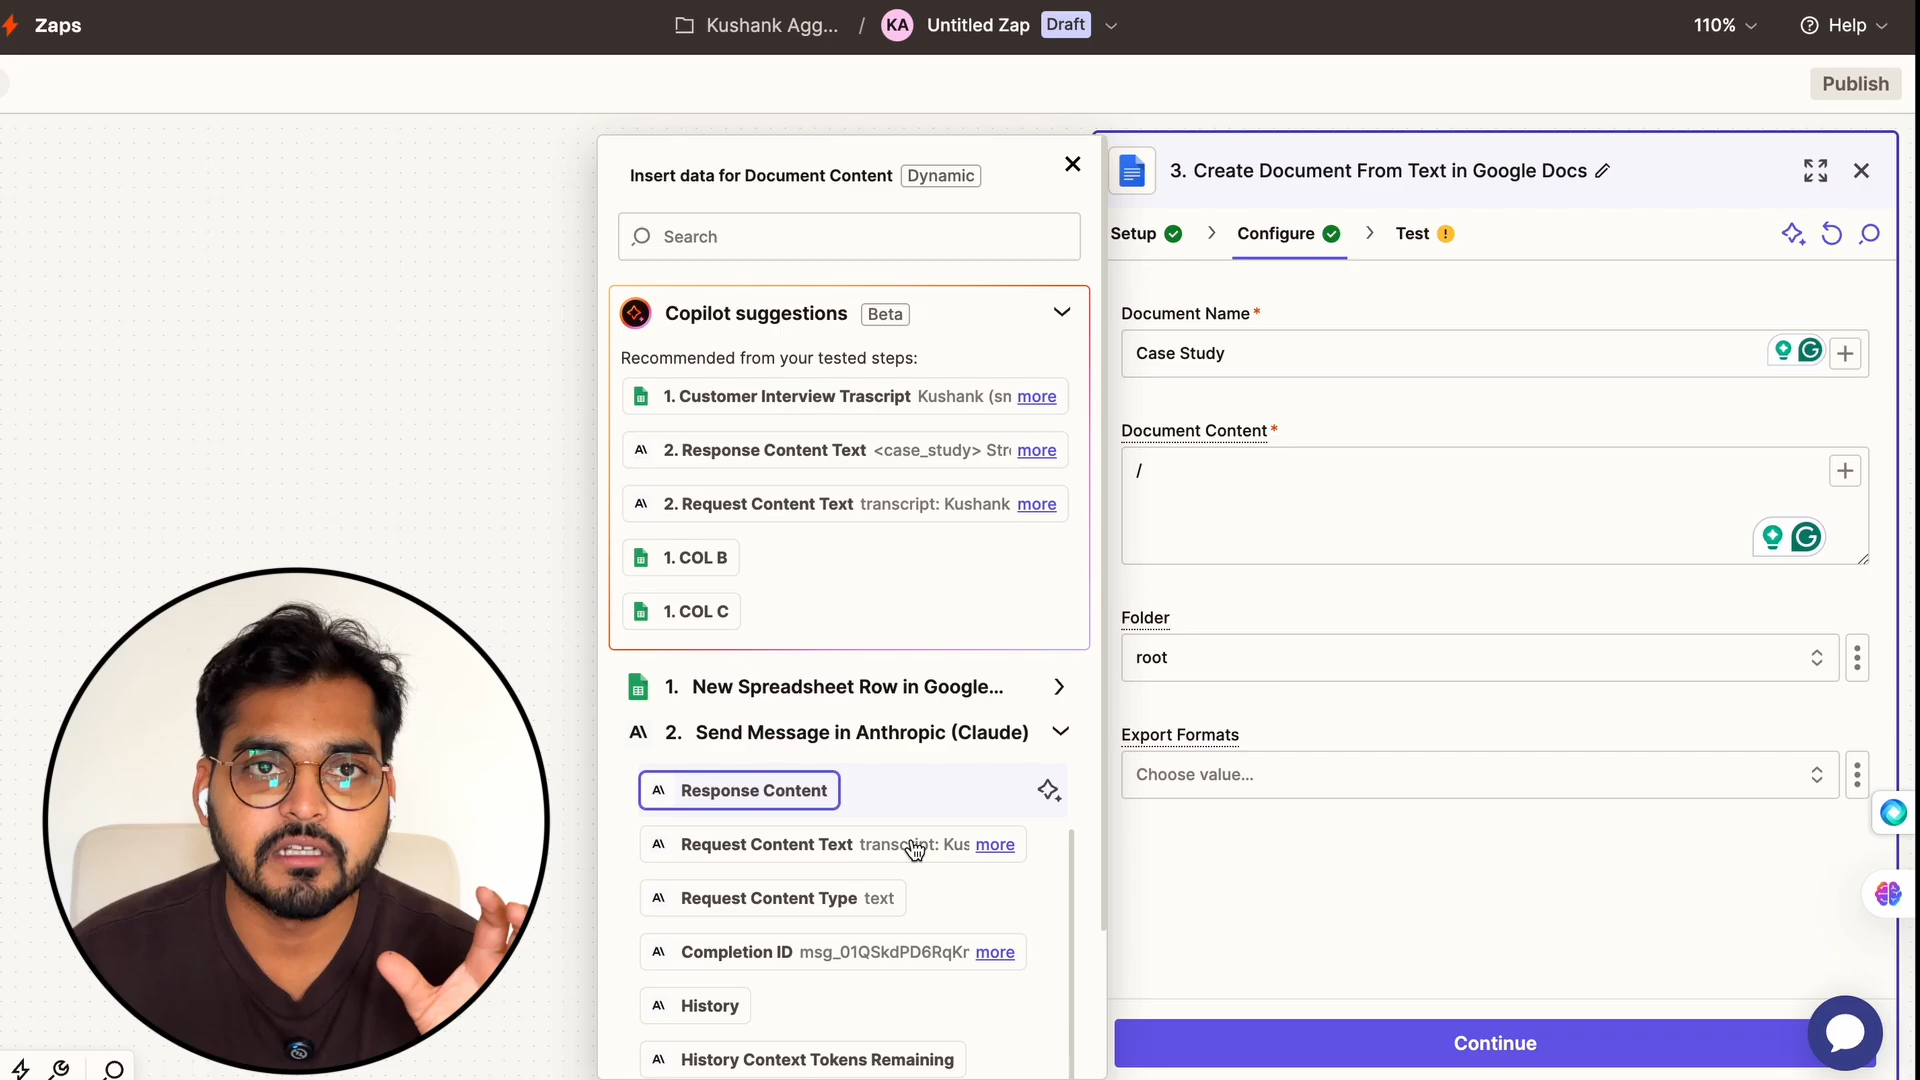 Zaps
Kushank Agg... / KA Untitled Zap Draft
110%
Help
Publish
Insert data for Document Content Dynamic
Search
Copilot suggestions Beta
Recommended from your tested steps:
1. Customer Interview Trascript Kushank (sn more
2. Response Content Text <case_study> Str more
2. Request Content Text transcript: Kushank more
1. COL B
1. COL C
1. New Spreadsheet Row in Google...
2. Send Message in Anthropic (Claude)
Response Content
Request Content Text transcript: Kus more
Request Content Type text
Completion ID msg_01QSkdPD6RqKr more
History
History Context Tokens Remaining
3. Create Document From Text in Google Docs
Setup > Configure > Test
Document Name*
Case Study
Document Content*
/
Folder
root
Export Formats
Choose value...
Continue